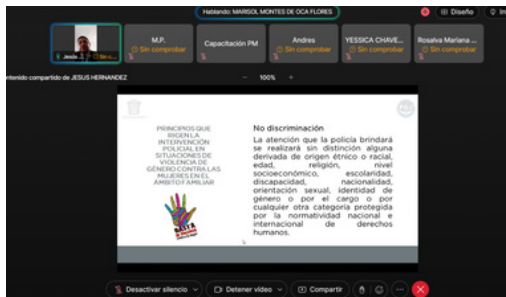 Hablando: MARISOL MONTES DE OCA FLORES
Diseño
Jesús
M.P.
Sin comprobar
Capacitación PM
Andres
Sin comprobar
YESSICA CHAVE...
Sin comprobar
Rosalva Mariana ...
Sin comprobar
ntenido compartido de JESUS HERNANDEZ
100%
PRINCIPIOS QUE
RIGEN LA
INTERVENCIÓN
POLICIAL EN
SITUACIONES DE
VIOLENCIA DE
GÉNERO CONTRA LAS
MUJERES EN EL
ÁMBITO FAMILIAR
No discriminación
La atención que la policía brindará
se realizará sin distinción alguna
derivada de origen étnico o racial,
edad, religión, nivel
socioeconómico, escolaridad,
discapacidad, nacionalidad,
orientación sexual, identidad de
género o por el cargo o por
cualquier otra categoría protegida
por la normatividad nacional e
internacional de derechos
humanos.
Desactivar silencio
Detener video
Compartir